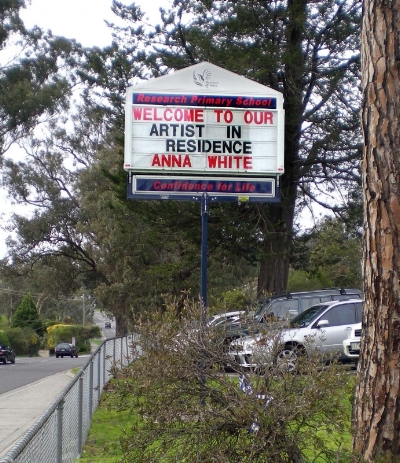 Research Primary School
WELCOME TO OUR
ARTIST IN
RESIDENCE
ANNA WHITE
Confidence for Life